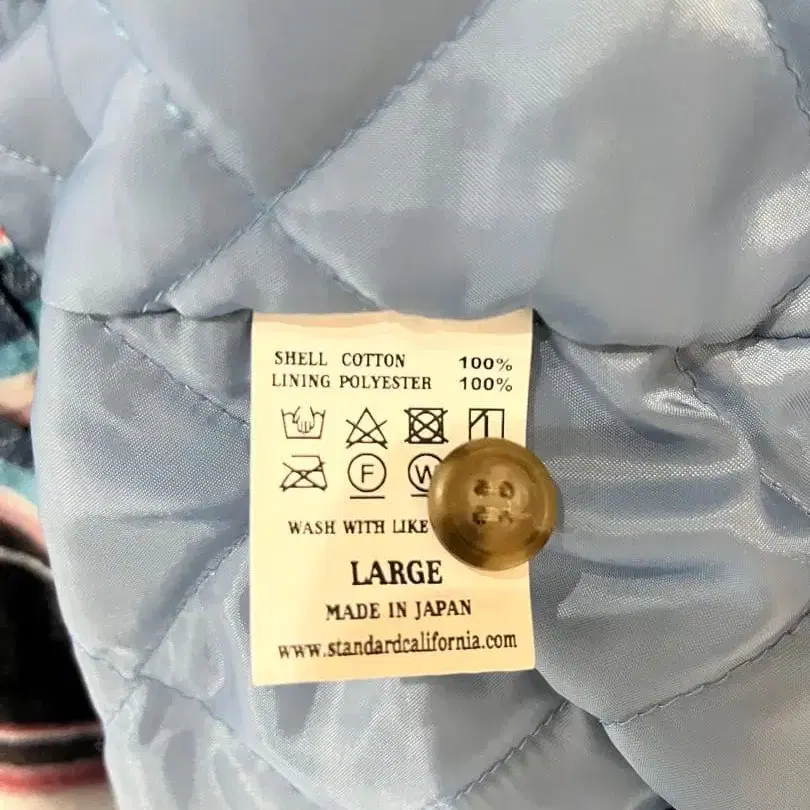 SHELL COTTON 100%
LINING POLYESTER 100%
F W
WASH WITH LIKE
LARGE
MADE IN JAPAN
www.standardcalifornia.com